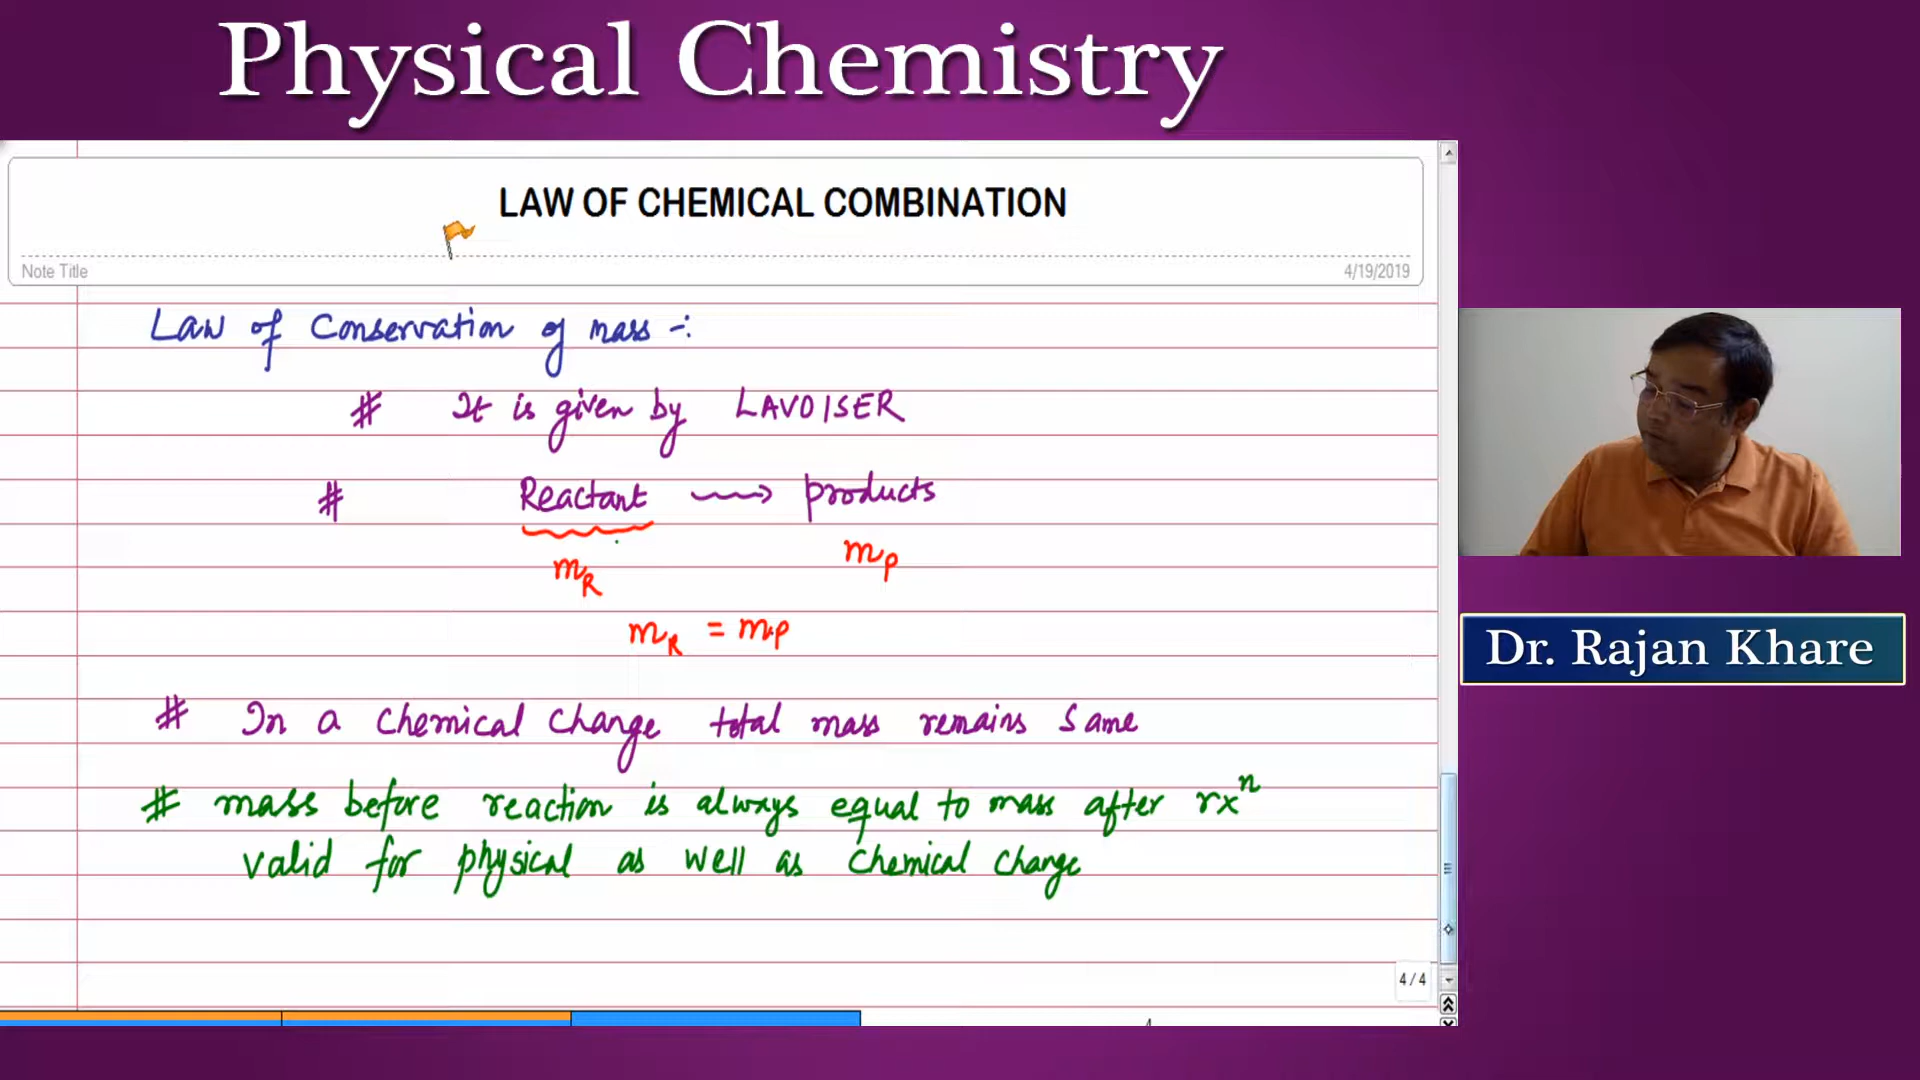 Physical Chemistry
LAW OF CHEMICAL COMBINATION
Note Title
4/19/2019
Law of Conservation of mass -:
# It is given by LAVOISER
# Reactant ⟿ products
mR mP
mR = mP
# In a chemical change total mass remains same
# mass before reaction is always equal to mass after rxⁿ
valid for physical as well as chemical change
4 / 4
Dr. Rajan Khare